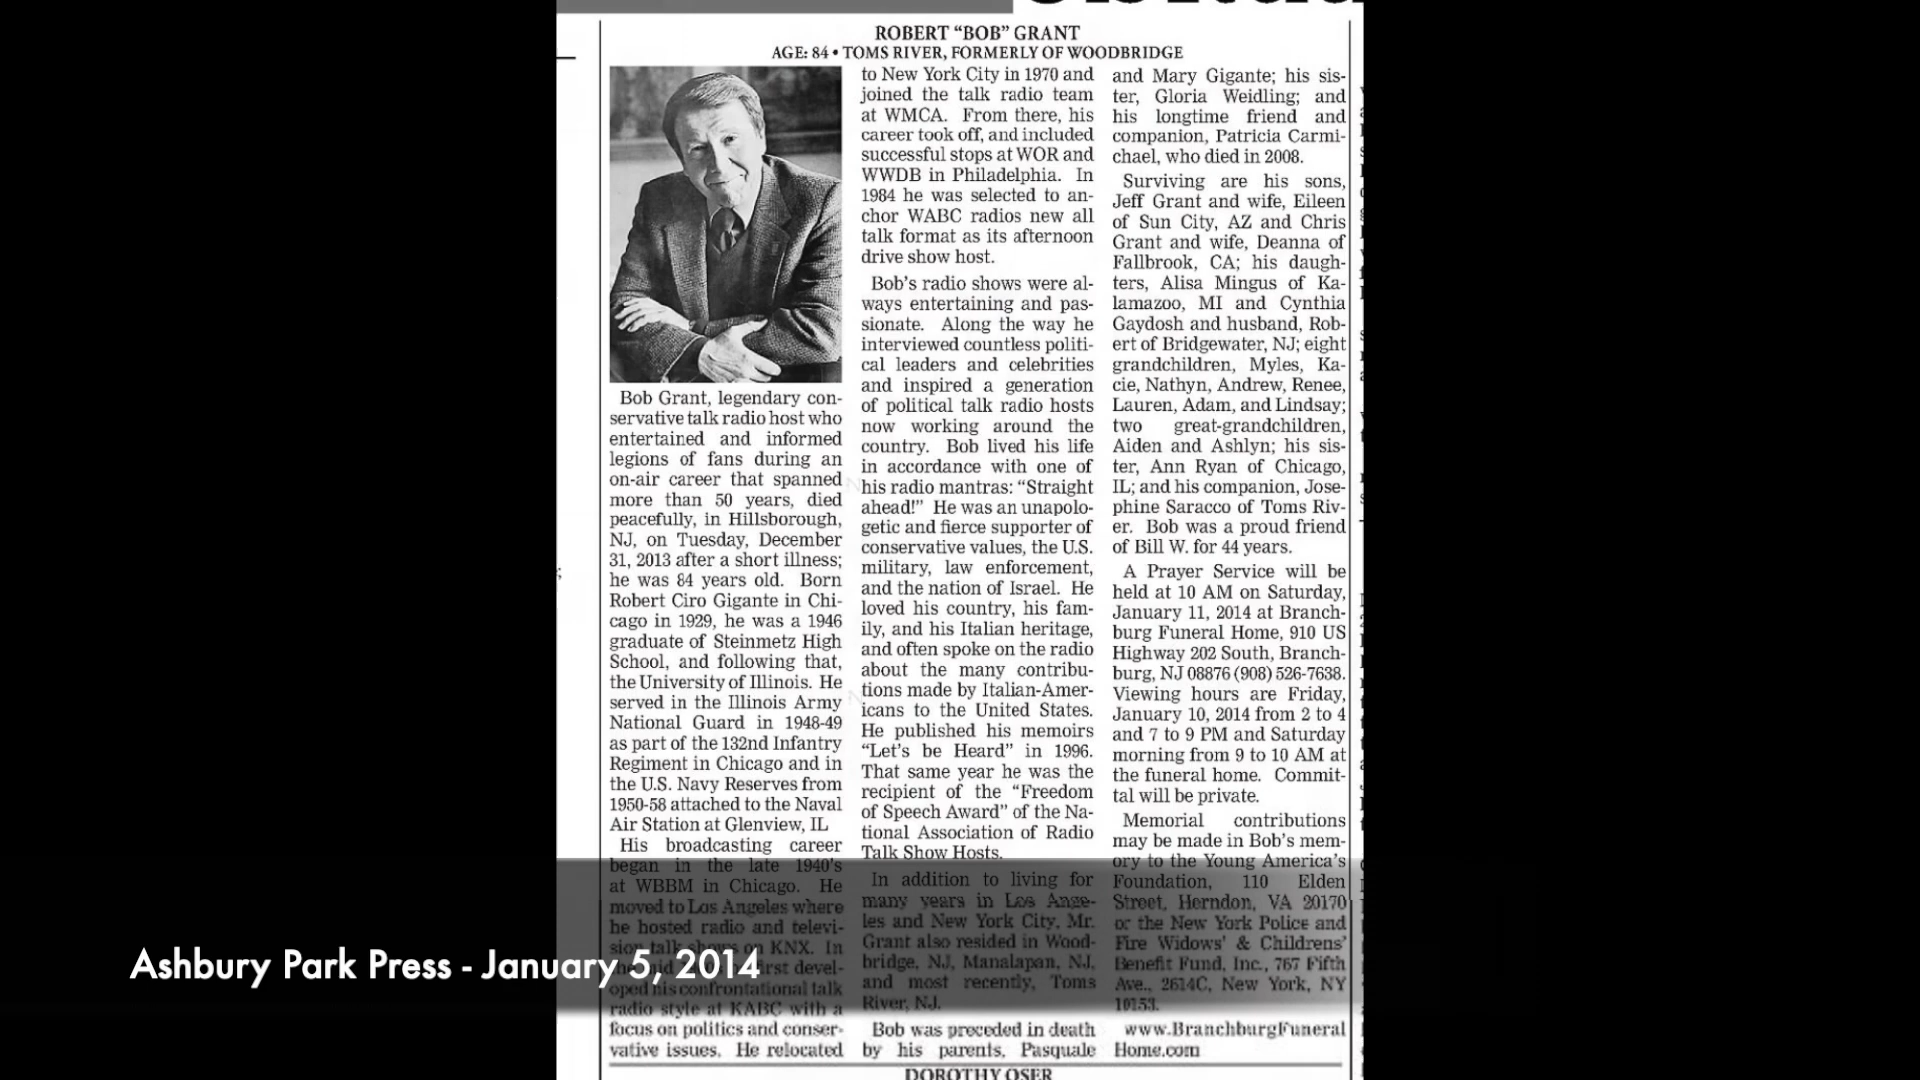 ROBERT “BOB” GRANT
AGE: 84 • TOMS RIVER, FORMERLY OF WOODBRIDGE
Bob Grant, legendary con-
servative talk radio host who
entertained and informed
legions of fans during an
on-air career that spanned
more than 50 years, died
peacefully, in Hillsborough,
NJ, on Tuesday, December
31, 2013 after a short illness;
he was 84 years old. Born
Robert Ciro Gigante in Chi-
cago in 1929, he was a 1946
graduate of Steinmetz High
School, and following that,
the University of Illinois. He
served in the Illinois Army
National Guard in 1948-49
as part of the 132nd Infantry
Regiment in Chicago and in
the U.S. Navy Reserves from
1950-58 attached to the Naval
Air Station at Glenview, IL
His broadcasting career
began in the late 1940's
at WBBM in Chicago. He
moved to Los Angeles where
he hosted radio and televi-
sion talk shows on KNX. In
first devel-
oped his confrontational talk
radio style at KABC with a
focus on politics and conser-
vative issues. He relocated
to New York City in 1970 and
joined the talk radio team
at WMCA. From there, his
career took off, and included
successful stops at WOR and
WWDB in Philadelphia. In
1984 he was selected to an-
chor WABC radios new all
talk format as its afternoon
drive show host.
Bob's radio shows were al-
ways entertaining and pas-
sionate. Along the way he
interviewed countless politi-
cal leaders and celebrities
and inspired a generation
of political talk radio hosts
now working around the
country. Bob lived his life
in accordance with one of
his radio mantras: “Straight
ahead!” He was an unapolo-
getic and fierce supporter of
conservative values, the U.S.
military, law enforcement,
and the nation of Israel. He
loved his country, his fam-
ily, and his Italian heritage,
and often spoke on the radio
about the many contribu-
tions made by Italian-Amer-
icans to the United States.
He published his memoirs
“Let's be Heard” in 1996.
That same year he was the
recipient of the “Freedom
of Speech Award” of the Na-
tional Association of Radio
Talk Show Hosts.
In addition to living for
many years in Los Ange-
les and New York City, Mr.
Grant also resided in Wood-
bridge, NJ, Manalapan, NJ,
and most recently, Toms
River, NJ.
Bob was preceded in death
by his parents, Pasquale
and Mary Gigante; his sis-
ter, Gloria Weidling; and
his longtime friend and
companion, Patricia Carmi-
chael, who died in 2008.
Surviving are his sons,
Jeff Grant and wife, Eileen
of Sun City, AZ and Chris
Grant and wife, Deanna of
Fallbrook, CA; his daugh-
ters, Alisa Mingus of Ka-
lamazoo, MI and Cynthia
Gaydosh and husband, Rob-
ert of Bridgewater, NJ; eight
grandchildren, Myles, Ka-
cie, Nathyn, Andrew, Renee,
Lauren, Adam, and Lindsay;
two great-grandchildren,
Aiden and Ashlyn; his sis-
ter, Ann Ryan of Chicago,
IL; and his companion, Jose-
phine Saracco of Toms Riv-
er. Bob was a proud friend
of Bill W. for 44 years.
A Prayer Service will be
held at 10 AM on Saturday,
January 11, 2014 at Branch-
burg Funeral Home, 910 US
Highway 202 South, Branch-
burg, NJ 08876 (908) 526-7638.
Viewing hours are Friday,
January 10, 2014 from 2 to 4
and 7 to 9 PM and Saturday
morning from 9 to 10 AM at
the funeral home. Commit-
tal will be private.
Memorial contributions
may be made in Bob's mem-
ory to the Young America's
Foundation, 110 Elden
Street, Herndon, VA 20170
or the New York Police and
Fire Widows' & Childrens'
Benefit Fund, Inc., 767 Fifth
Ave., 2614C, New York, NY
10153.
www.BranchburgFuneral
Home.com
DOROTHY OSER
Ashbury Park Press - January 5, 2014